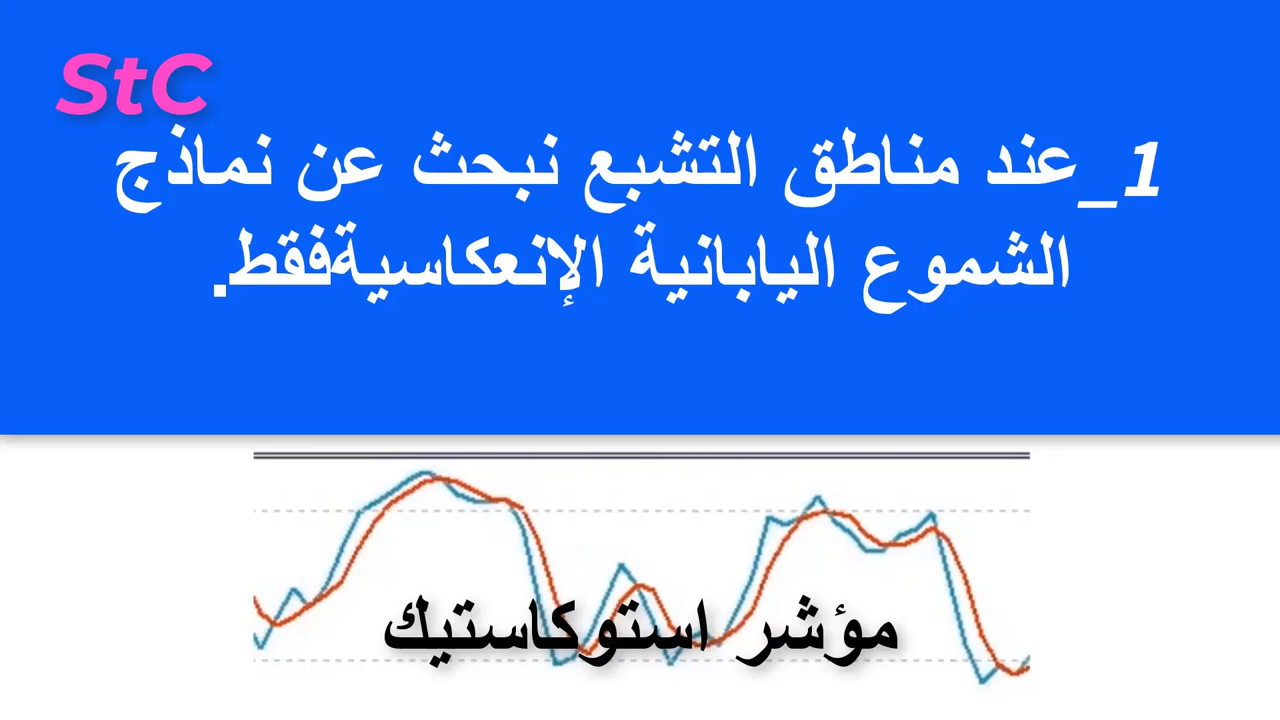 StC
1_عند مناطق التشبع نبحث عن نماذج
الشموع اليابانية الإنعكاسيةفقط.
مؤشر استوكاستيك